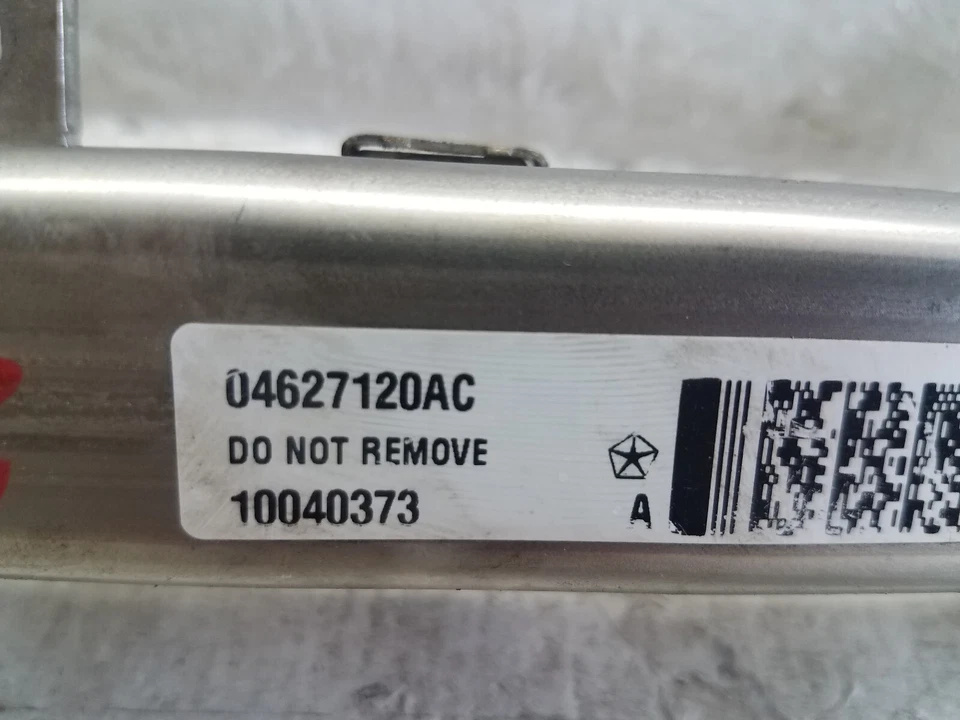 04627120AC
DO NOT REMOVE
10040373
A